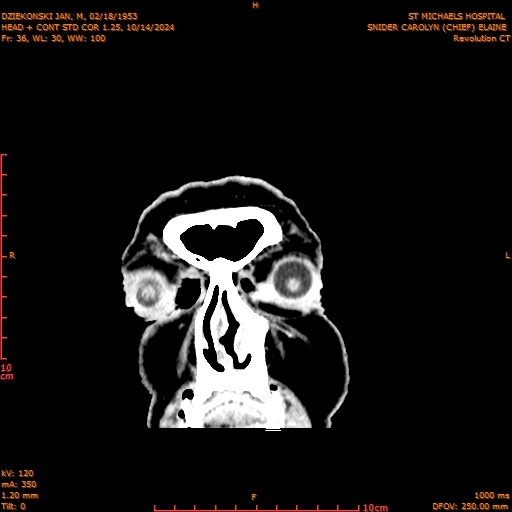 H
DZIEKONSKI JAN, M, 02/18/1953
HEAD + CONT STD COR 1.25, 10/14/2024
Fr: 36, WL: 30, WW: 100
ST MICHAELS HOSPITAL
SNIDER CAROLYN (CHIEF) ELAINE
Revolution CT
R
L
10
cm
kV: 120
mA: 350
1.20 mm
Tilt: 0
F
10cm
1000 ms
DFOV: 250.00 mm